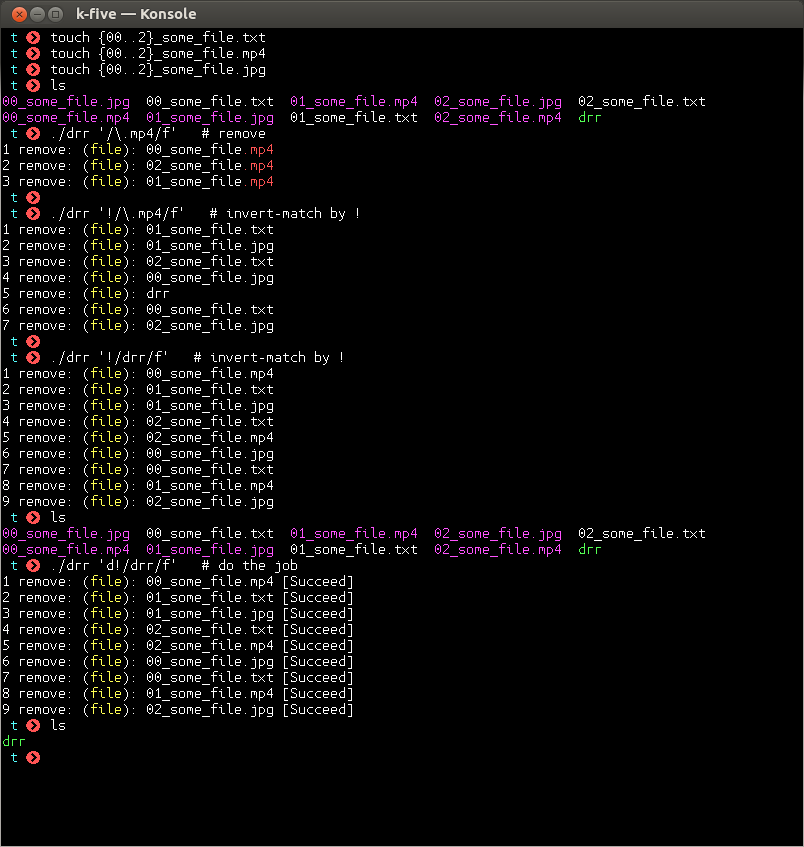 k-five — Konsole
t ❯ touch {00..2}_some_file.txt
t ❯ touch {00..2}_some_file.mp4
t ❯ touch {00..2}_some_file.jpg
t ❯ ls
00_some_file.jpg  00_some_file.txt  01_some_file.mp4  02_some_file.jpg  02_some_file.txt
00_some_file.mp4  01_some_file.jpg  01_some_file.txt  02_some_file.mp4  drr
t ❯ ./drr '/\.mp4/f'   # remove
1 remove: (file): 00_some_file.mp4
2 remove: (file): 02_some_file.mp4
3 remove: (file): 01_some_file.mp4
t ❯
t ❯ ./drr '!/\.mp4/f'   # invert-match by !
1 remove: (file): 01_some_file.txt
2 remove: (file): 01_some_file.jpg
3 remove: (file): 02_some_file.txt
4 remove: (file): 00_some_file.jpg
5 remove: (file): drr
6 remove: (file): 00_some_file.txt
7 remove: (file): 02_some_file.jpg
t ❯
t ❯ ./drr '!/drr/f'   # invert-match by !
1 remove: (file): 00_some_file.mp4
2 remove: (file): 01_some_file.txt
3 remove: (file): 01_some_file.jpg
4 remove: (file): 02_some_file.txt
5 remove: (file): 02_some_file.mp4
6 remove: (file): 00_some_file.jpg
7 remove: (file): 00_some_file.txt
8 remove: (file): 01_some_file.mp4
9 remove: (file): 02_some_file.jpg
t ❯ ls
00_some_file.jpg  00_some_file.txt  01_some_file.mp4  02_some_file.jpg  02_some_file.txt
00_some_file.mp4  01_some_file.jpg  01_some_file.txt  02_some_file.mp4  drr
t ❯ ./drr 'd!/drr/f'   # do the job
1 remove: (file): 00_some_file.mp4 [Succeed]
2 remove: (file): 01_some_file.txt [Succeed]
3 remove: (file): 01_some_file.jpg [Succeed]
4 remove: (file): 02_some_file.txt [Succeed]
5 remove: (file): 02_some_file.mp4 [Succeed]
6 remove: (file): 00_some_file.jpg [Succeed]
7 remove: (file): 00_some_file.txt [Succeed]
8 remove: (file): 01_some_file.mp4 [Succeed]
9 remove: (file): 02_some_file.jpg [Succeed]
t ❯ ls
drr
t ❯